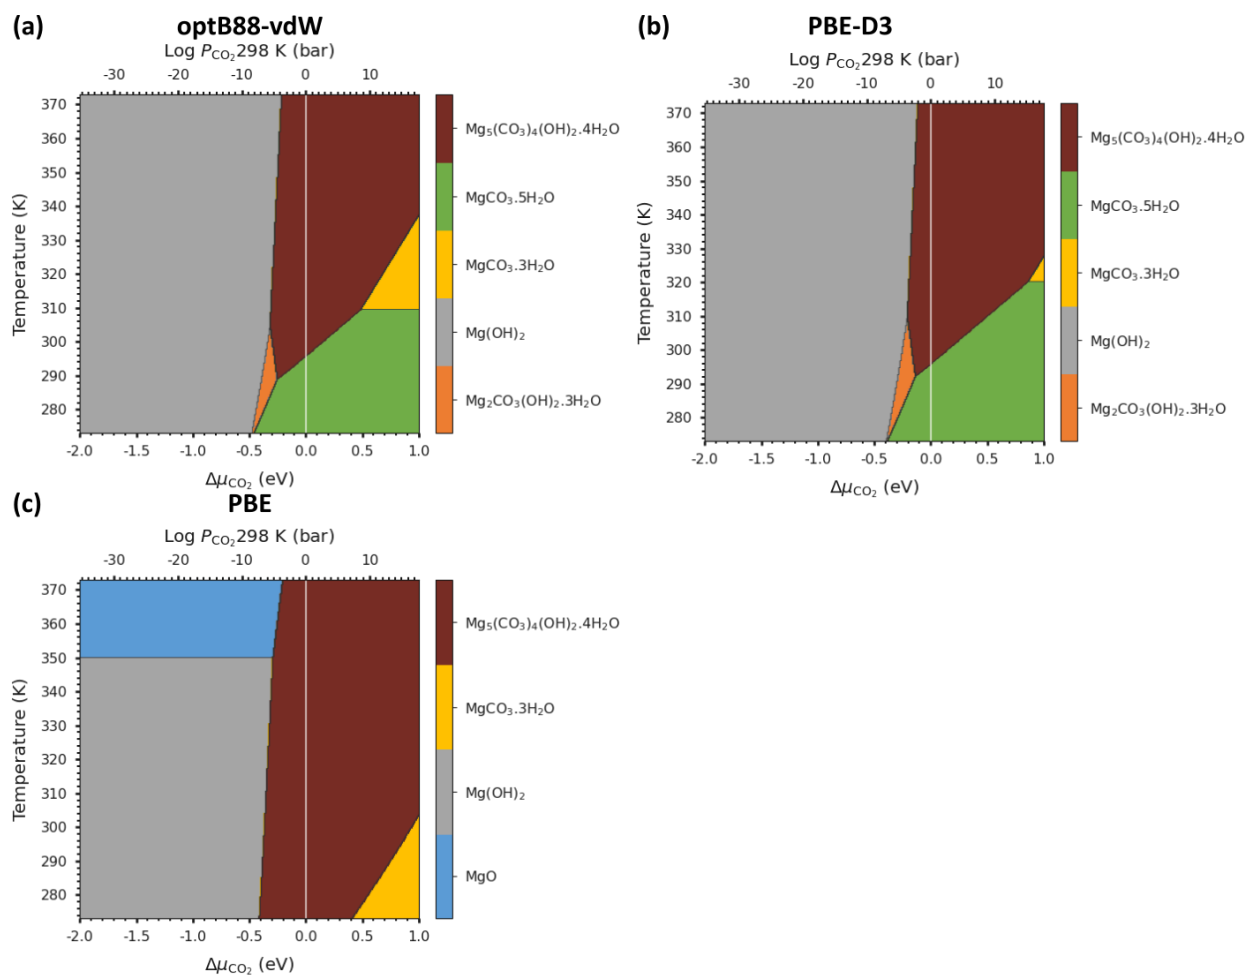 (a) optB88-vdW
Log P_CO₂ 298 K (bar)
-30 -20 -10 0 10
370
360
350
340
330
320
310
300
290
280
Temperature (K)
-2.0 -1.5 -1.0 -0.5 0.0 0.5 1.0
Δμ_CO₂ (eV)
Mg₅(CO₃)₄(OH)₂.4H₂O
MgCO₃.5H₂O
MgCO₃.3H₂O
Mg(OH)₂
Mg₂CO₃(OH)₂.3H₂O
(b) PBE-D3
Log P_CO₂ 298 K (bar)
-30 -20 -10 0 10
370
360
350
340
330
320
310
300
290
280
Temperature (K)
-2.0 -1.5 -1.0 -0.5 0.0 0.5 1.0
Δμ_CO₂ (eV)
Mg₅(CO₃)₄(OH)₂.4H₂O
MgCO₃.5H₂O
MgCO₃.3H₂O
Mg(OH)₂
Mg₂CO₃(OH)₂.3H₂O
(c) PBE
Log P_CO₂ 298 K (bar)
-30 -20 -10 0 10
370
360
350
340
330
320
310
300
290
280
Temperature (K)
-2.0 -1.5 -1.0 -0.5 0.0 0.5 1.0
Δμ_CO₂ (eV)
Mg₅(CO₃)₄(OH)₂.4H₂O
MgCO₃.3H₂O
Mg(OH)₂
MgO